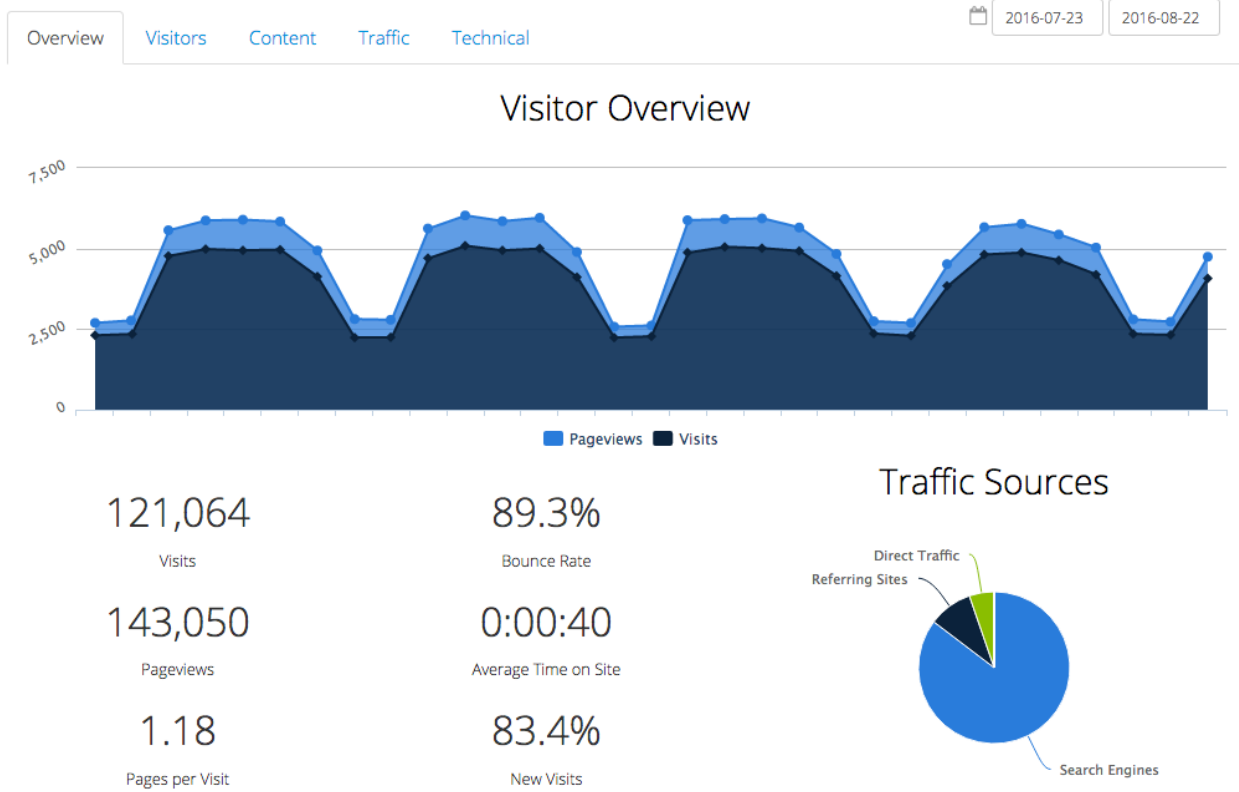 Overview Visitors Content Traffic Technical 2016-07-23 2016-08-22
Visitor Overview
7,500
5,000
2,500
0
Pageviews Visits
Traffic Sources
121,064
Visits
89.3%
Bounce Rate
143,050
Pageviews
0:00:40
Average Time on Site
1.18
Pages per Visit
83.4%
New Visits
Direct Traffic
Referring Sites
Search Engines